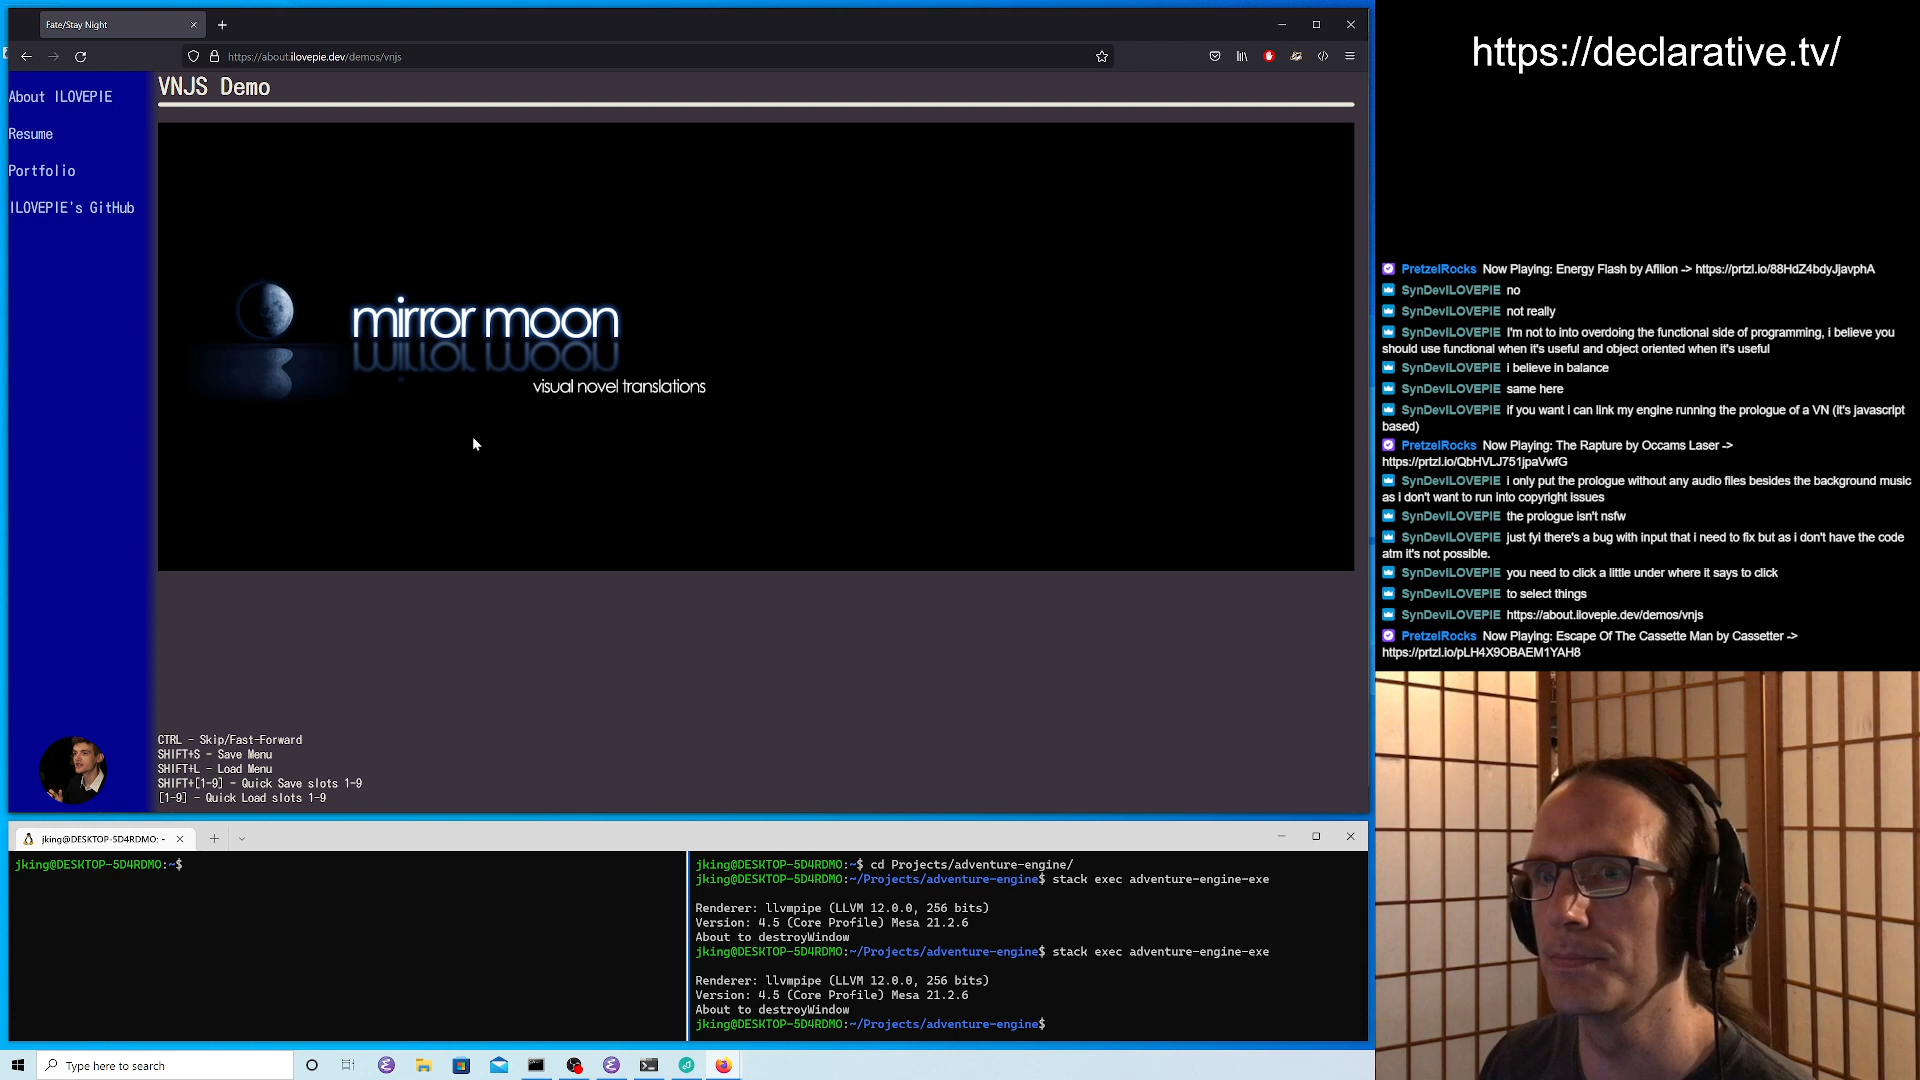 Fate/Stay Night
https://about.ilovepie.dev/demos/vnjs
About ILOVEPIE
Resume
Portfolio
ILOVEPIE's GitHub
VNJS Demo
mirror moon
visual novel translations
CTRL - Skip/Fast-Forward
SHIFT+S - Save Menu
SHIFT+L - Load Menu
SHIFT+[1-9] - Quick Save slots 1-9
[1-9] - Quick Load slots 1-9
jking@DESKTOP-5D4RDMO: ~
jking@DESKTOP-5D4RDMO:~$
jking@DESKTOP-5D4RDMO:~$ cd Projects/adventure-engine/
jking@DESKTOP-5D4RDMO:~/Projects/adventure-engine$ stack exec adventure-engine-exe
Renderer: llvmpipe (LLVM 12.0.0, 256 bits)
Version: 4.5 (Core Profile) Mesa 21.2.6
About to destroyWindow
jking@DESKTOP-5D4RDMO:~/Projects/adventure-engine$ stack exec adventure-engine-exe
Renderer: llvmpipe (LLVM 12.0.0, 256 bits)
Version: 4.5 (Core Profile) Mesa 21.2.6
About to destroyWindow
jking@DESKTOP-5D4RDMO:~/Projects/adventure-engine$
Type here to search
https://declarative.tv/
PretzelRocks Now Playing: Energy Flash by Afilion -> https://prtzl.io/88HdZ4bdyJjavphA
SynDevILOVEPIE no
SynDevILOVEPIE not really
SynDevILOVEPIE I'm not to into overdoing the functional side of programming, i believe you
should use functional when it's useful and object oriented when it's useful
SynDevILOVEPIE i believe in balance
SynDevILOVEPIE same here
SynDevILOVEPIE if you want i can link my engine running the prologue of a VN (it's javascript
based)
PretzelRocks Now Playing: The Rapture by Occams Laser ->
https://prtzl.io/QbHVLJ751jpaVwfG
SynDevILOVEPIE i only put the prologue without any audio files besides the background music
as i don't want to run into copyright issues
SynDevILOVEPIE the prologue isn't nsfw
SynDevILOVEPIE just fyi there's a bug with input that i need to fix but as i don't have the code
atm it's not possible.
SynDevILOVEPIE you need to click a little under where it says to click
SynDevILOVEPIE to select things
SynDevILOVEPIE https://about.ilovepie.dev/demos/vnjs
PretzelRocks Now Playing: Escape Of The Cassette Man by Cassetter ->
https://prtzl.io/pLH4X9OBAEM1YAH8